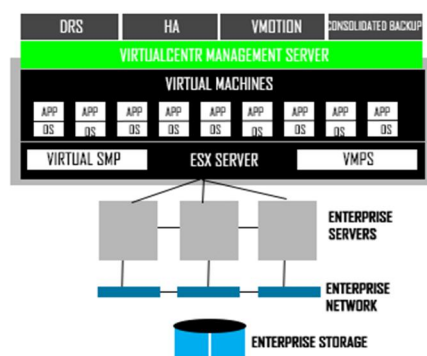 DRS HA VMOTION CONSOLIDATED BACKUP
VIRTUALCENTR MANAGEMENT SERVER
VIRTUAL MACHINES
APP APP APP APP APP APP APP APP APP
OS OS OS OS OS OS OS OS OS
VIRTUAL SMP ESX SERVER VMPS
ENTERPRISE
SERVERS
ENTERPRISE
NETWORK
ENTERPRISE STORAGE